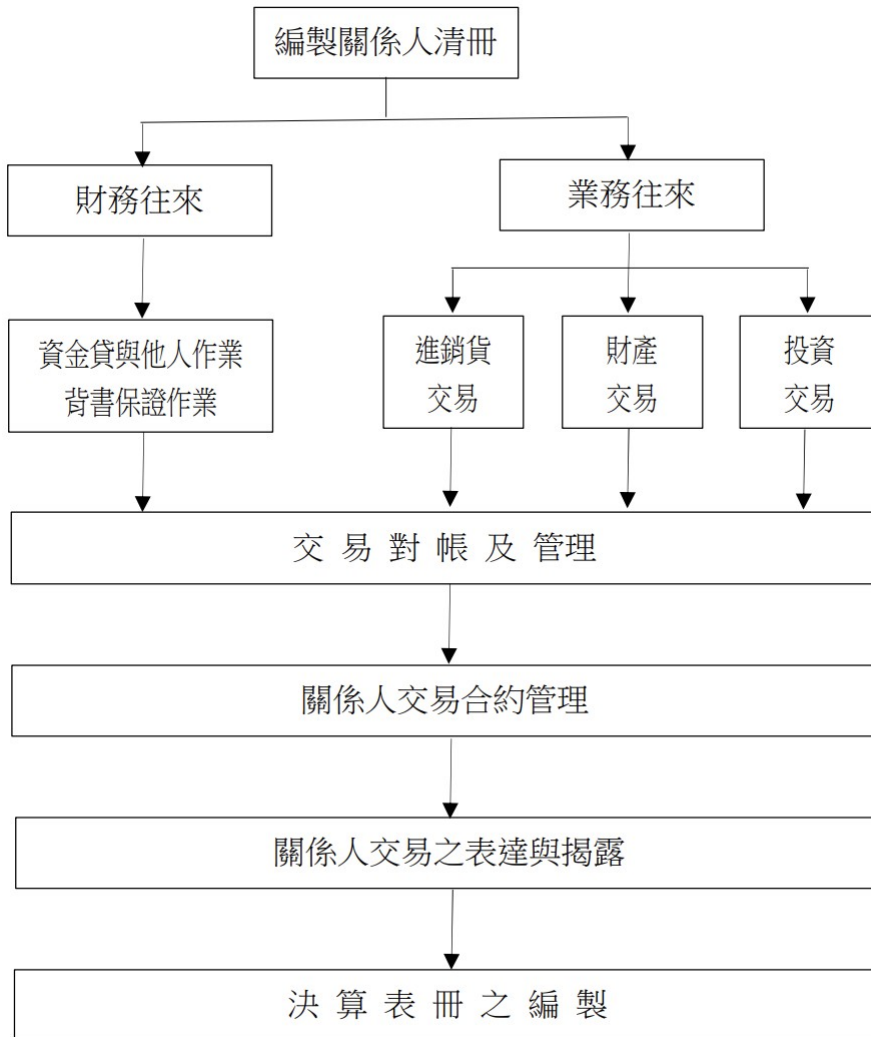 編製關係人清冊
財務往來
業務往來
資金貸與他人作業
背書保證作業
進銷貨
交易
財產
交易
投資
交易
交易對帳及管理
關係人交易合約管理
關係人交易之表達與揭露
決算表冊之編製